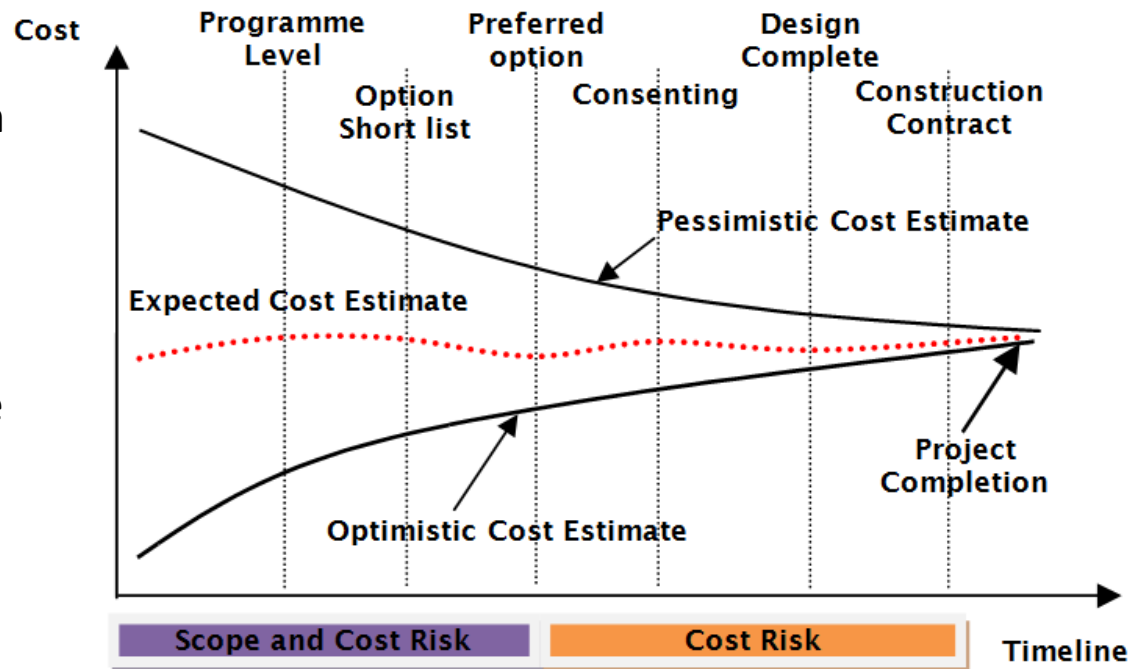 Cost
Programme
Level
Preferred
option
Design
Complete
Option
Short list
Consenting
Construction
Contract
Pessimistic Cost Estimate
Expected Cost Estimate
Project
Completion
Optimistic Cost Estimate
Scope and Cost Risk
Cost Risk
Timeline